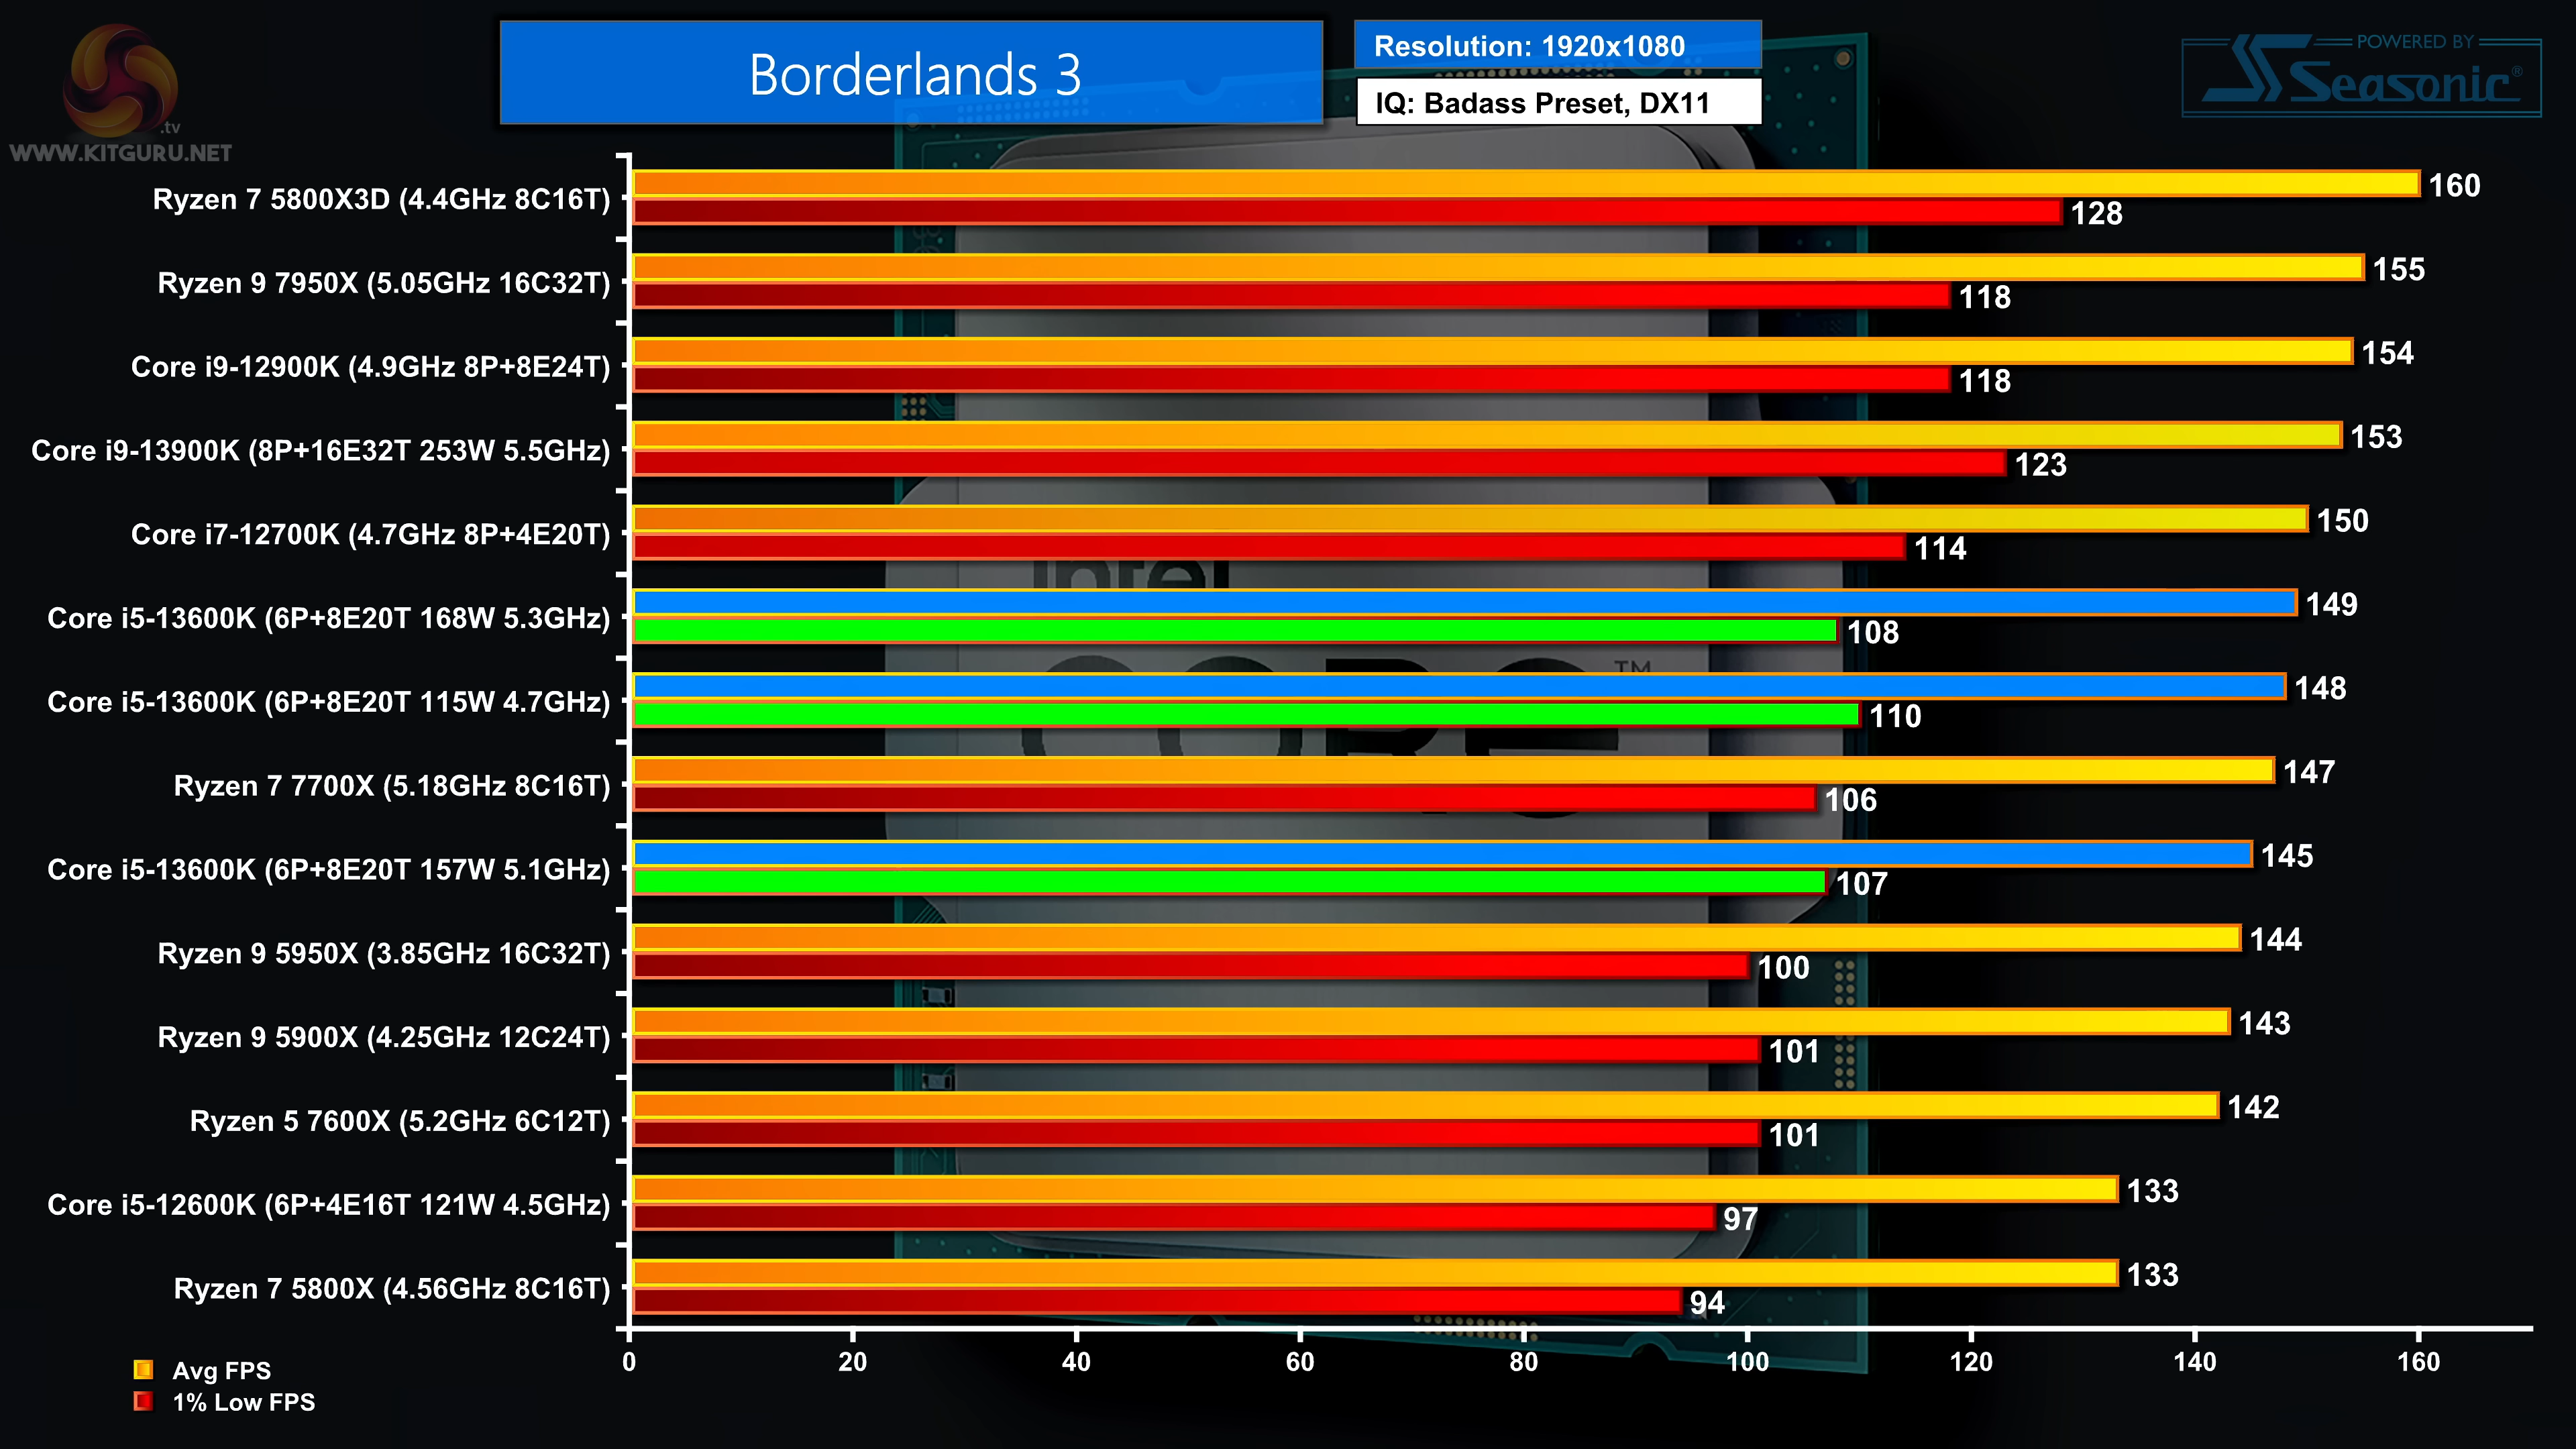 .tv
WWW.KITGURU.NET
Borderlands 3
Resolution: 1920x1080
IQ: Badass Preset, DX11
POWERED BY
Seasonic®
Ryzen 7 5800X3D (4.4GHz 8C16T)
160
128
Ryzen 9 7950X (5.05GHz 16C32T)
155
118
Core i9-12900K (4.9GHz 8P+8E24T)
154
118
Core i9-13900K (8P+16E32T 253W 5.5GHz)
153
123
Core i7-12700K (4.7GHz 8P+4E20T)
150
114
intel
Core i5-13600K (6P+8E20T 168W 5.3GHz)
149
108
CORE™
Core i5-13600K (6P+8E20T 115W 4.7GHz)
148
110
Ryzen 7 7700X (5.18GHz 8C16T)
147
106
Core i5-13600K (6P+8E20T 157W 5.1GHz)
145
107
Ryzen 9 5950X (3.85GHz 16C32T)
144
100
Ryzen 9 5900X (4.25GHz 12C24T)
143
101
Ryzen 5 7600X (5.2GHz 6C12T)
142
101
Core i5-12600K (6P+4E16T 121W 4.5GHz)
133
97
Ryzen 7 5800X (4.56GHz 8C16T)
133
94
0 20 40 60 80 100 120 140 160
Avg FPS
1% Low FPS